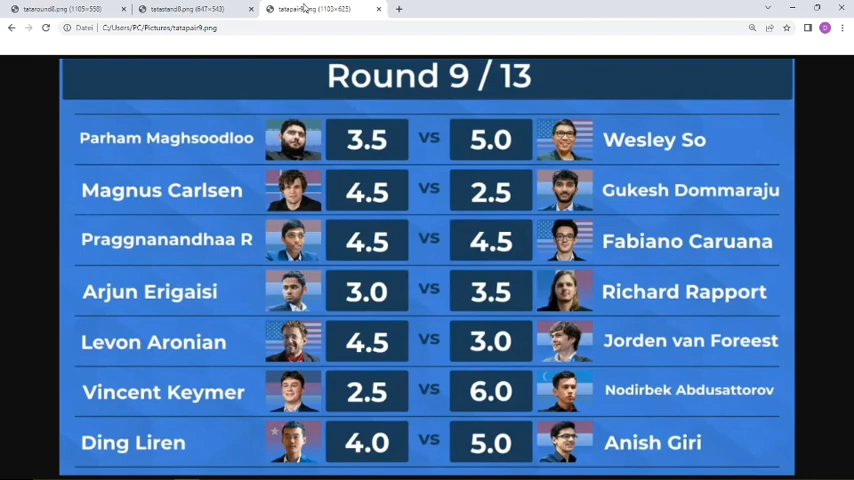 tataround8.png (1105×558)
tatastand8.png (647×543)
Datei
C:/Users/PC/Pictures/tatapair9.png
D
Round 9 / 13
Parham Maghsoodloo 3.5 VS 5.0 Wesley So
Magnus Carlsen 4.5 VS 2.5 Gukesh Dommaraju
Praggnanandhaa R 4.5 VS 4.5 Fabiano Caruana
Arjun Erigaisi 3.0 VS 3.5 Richard Rapport
Levon Aronian 4.5 VS 3.0 Jorden van Foreest
Vincent Keymer 2.5 VS 6.0 Nodirbek Abdusattorov
Ding Liren 4.0 VS 5.0 Anish Giri